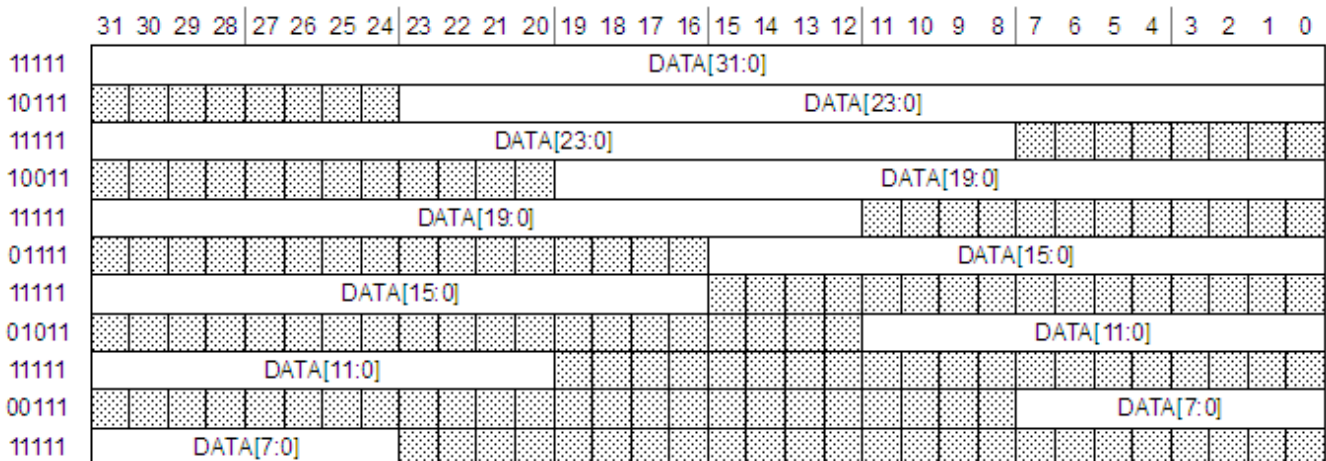 31 30 29 28 27 26 25 24 23 22 21 20 19 18 17 16 15 14 13 12 11 10 9 8 7 6 5 4 3 2 1 0
11111 DATA[31:0]
10111 DATA[23:0]
11111 DATA[23:0]
10011 DATA[19:0]
11111 DATA[19:0]
01111 DATA[15:0]
11111 DATA[15:0]
01011 DATA[11:0]
11111 DATA[11:0]
00111 DATA[7:0]
11111 DATA[7:0]